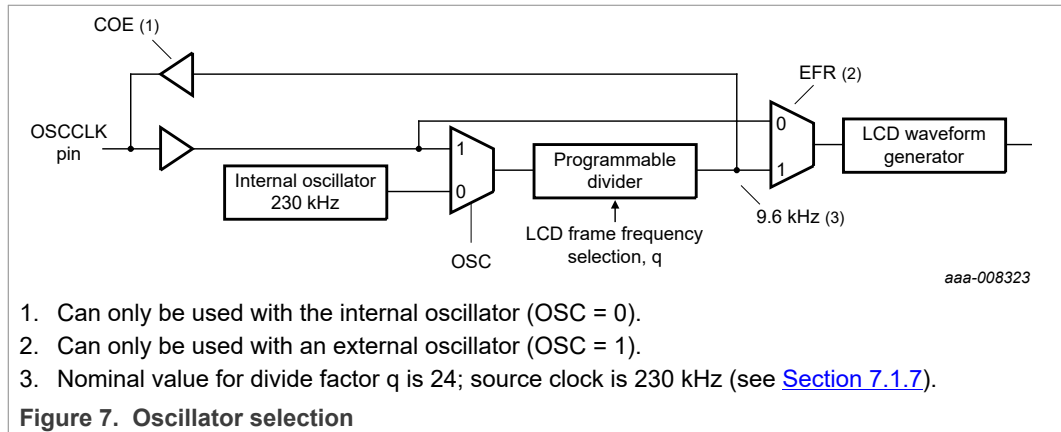 COE (1)
EFR (2)
OSCCLK
pin
0
1
LCD waveform
generator
1
0
Internal oscillator
230 kHz
Programmable
divider
9.6 kHz (3)
LCD frame frequency
selection, q
OSC
aaa-008323
1. Can only be used with the internal oscillator (OSC = 0).
2. Can only be used with an external oscillator (OSC = 1).
3. Nominal value for divide factor q is 24; source clock is 230 kHz (see Section 7.1.7).
Figure 7. Oscillator selection